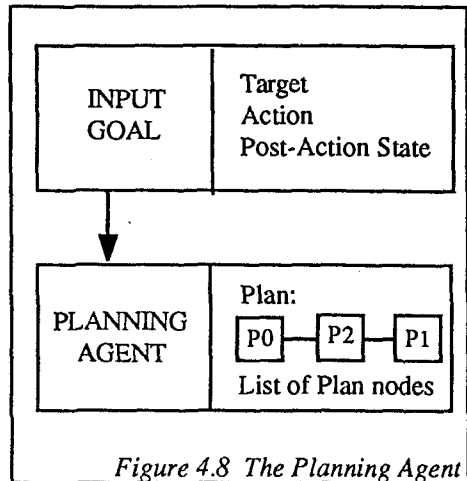 INPUT
GOAL
Target
Action
Post-Action State
PLANNING
AGENT
Plan:
P0 P2 P1
List of Plan nodes
Figure 4.8 The Planning Agent